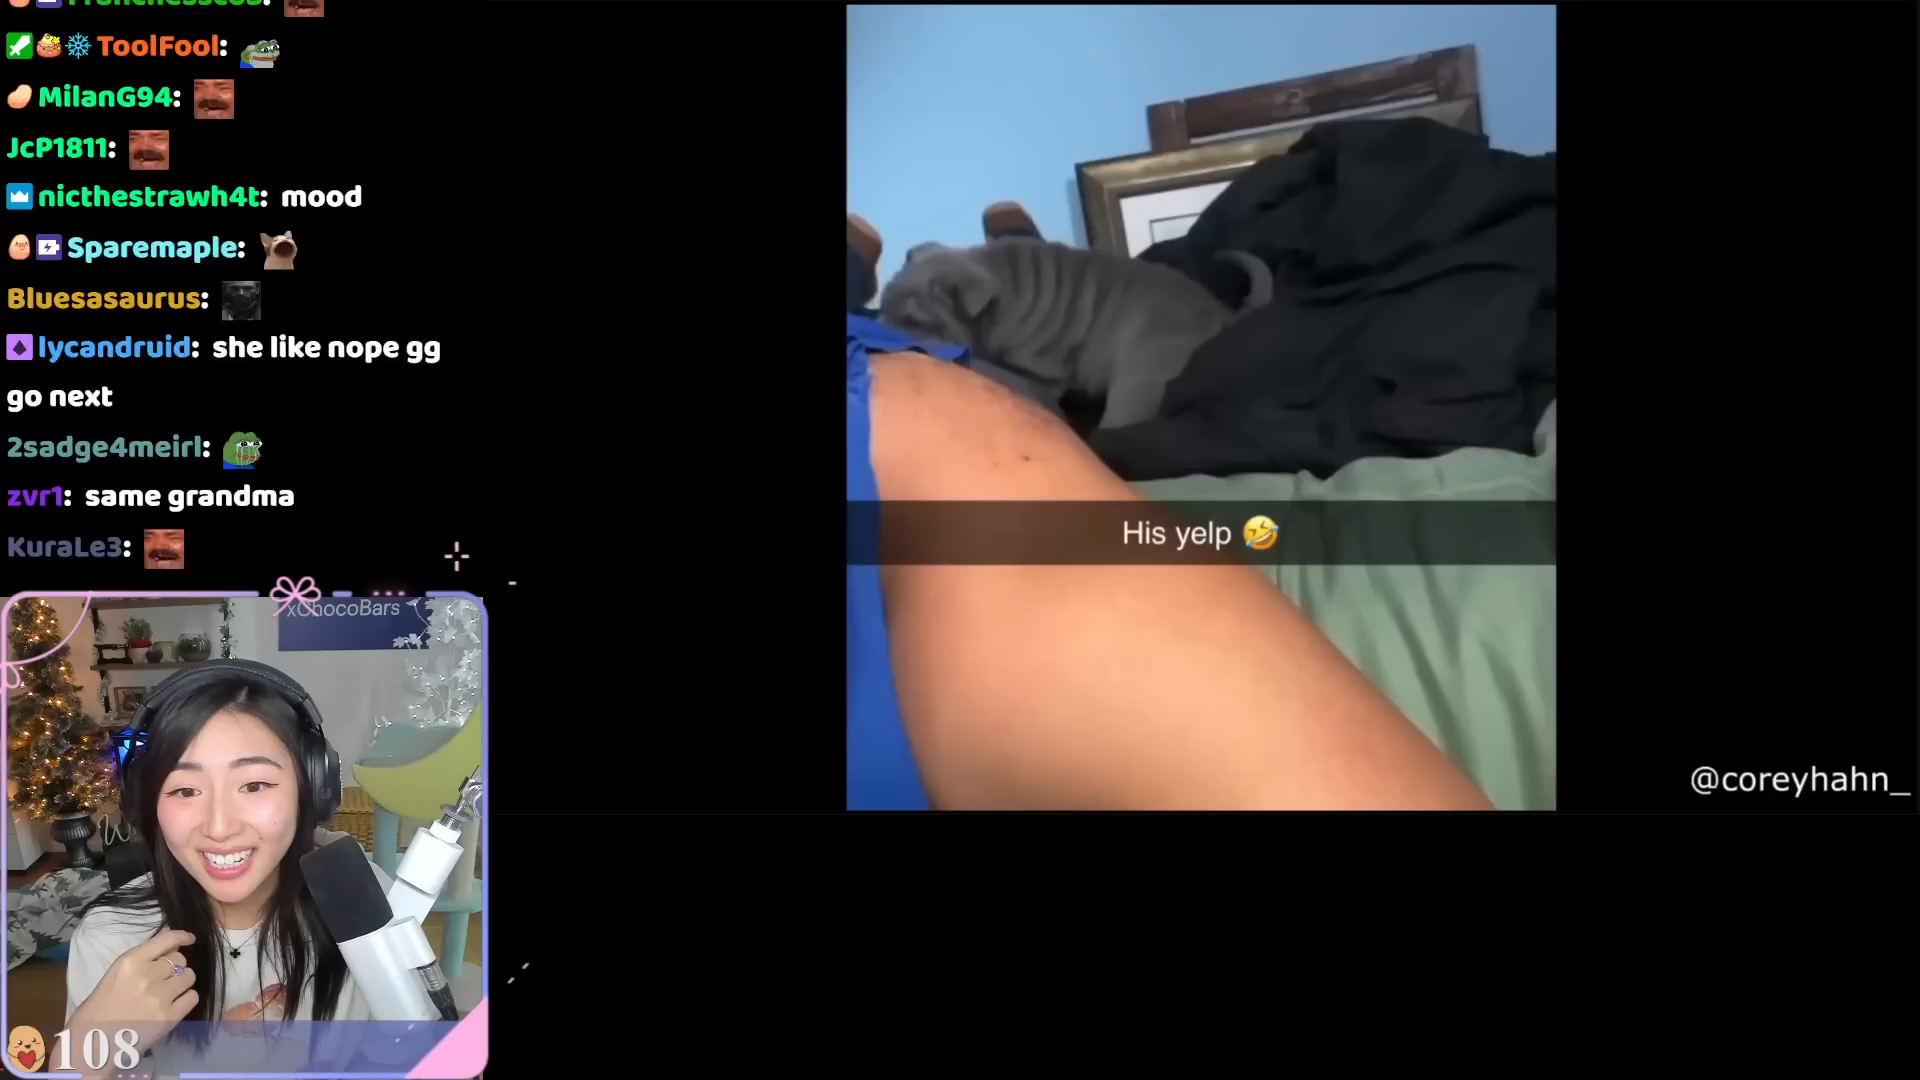 ToolFool:
MilanG94:
JcP1811:
nicthestrawh4t: mood
Sparemaple:
Bluesasaurus:
lycandruid: she like nope gg
go next
2sadge4meirl:
zvr1: same grandma
KuraLe3:
xChocoBars
108
His yelp 🤣
@coreyhahn_